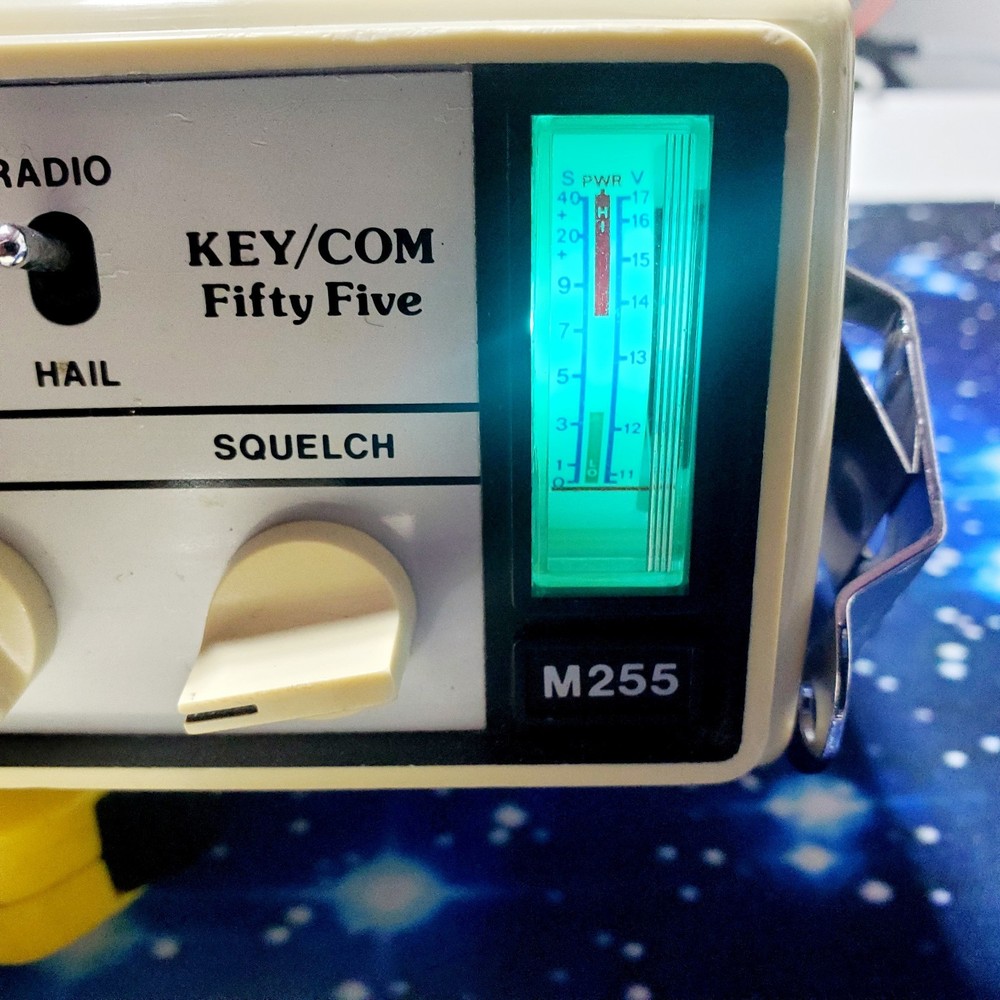 RADIO
KEY/COM
Fifty Five
HAIL
SQUELCH
S PWR V
40 HI 17
+ 16
20
+ 15
9
14
7
13
5
3 12
1 LO 11
0
M255